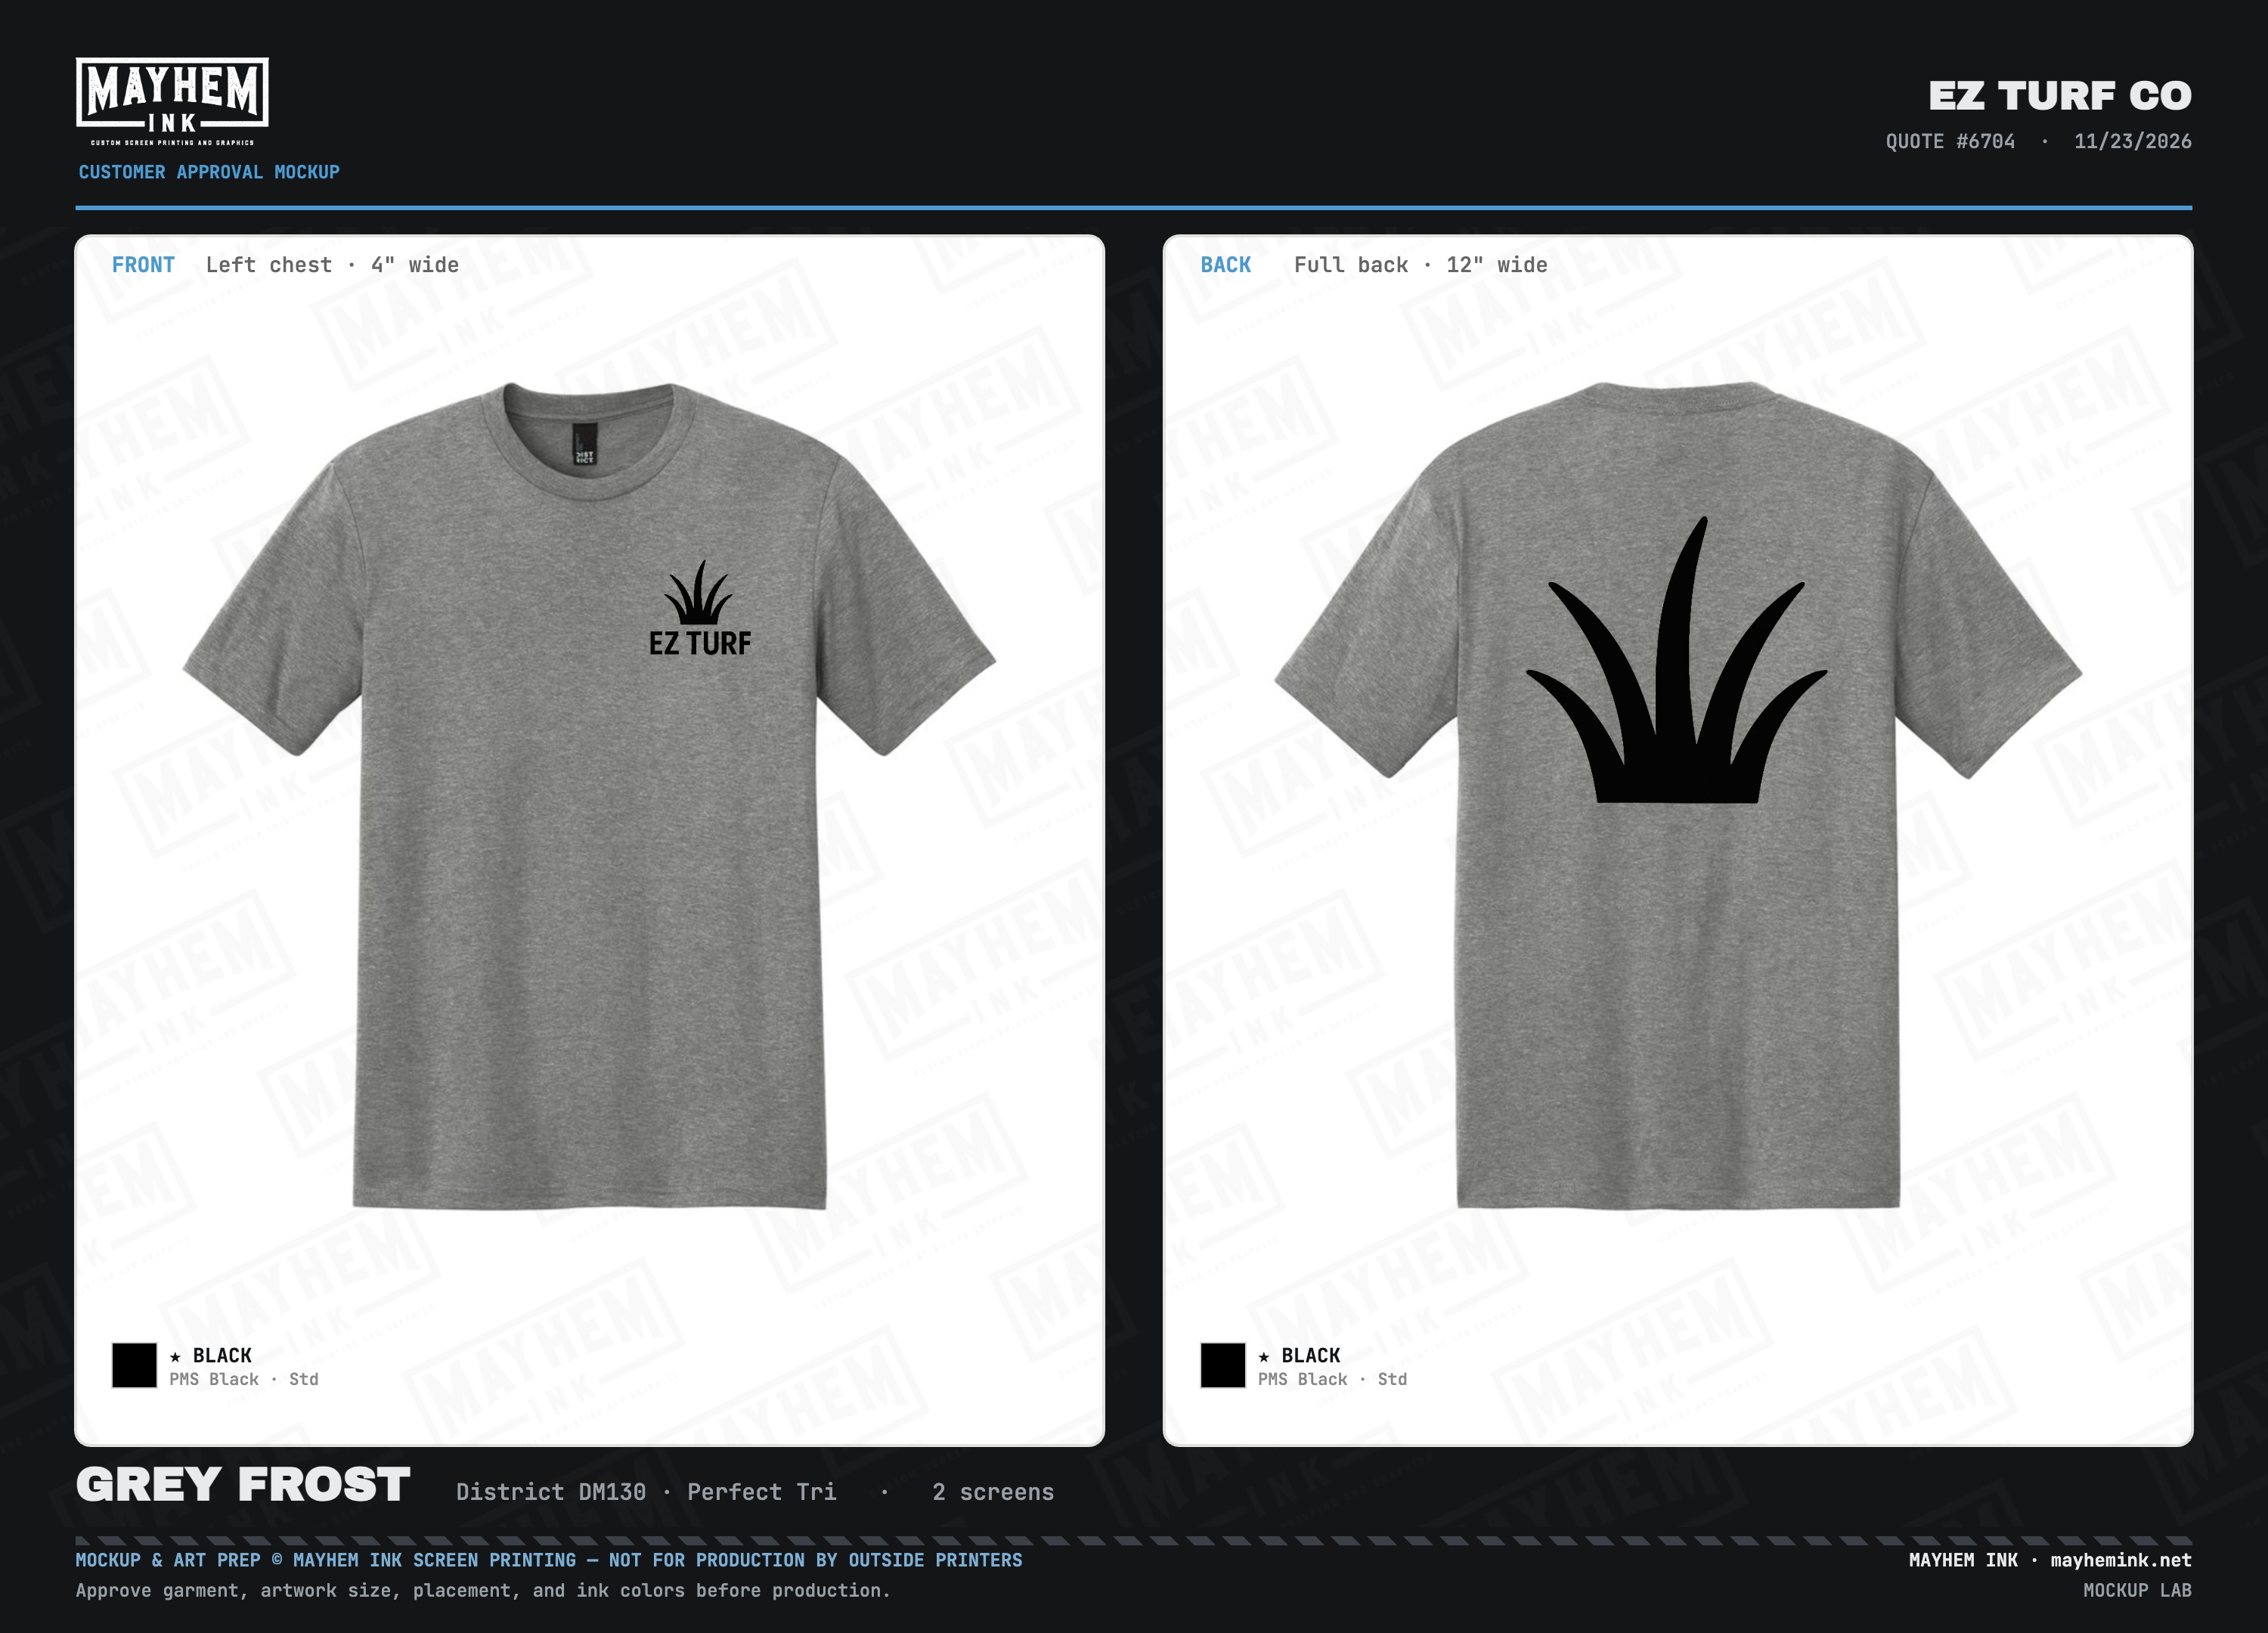 MAYHEM
INK
CUSTOM SCREEN PRINTING AND GRAPHICS
CUSTOMER APPROVAL MOCKUP
EZ TURF CO
QUOTE #6704 · 11/23/2026
FRONT Left chest · 4" wide
DISTRICT
EZ TURF
★ BLACK
PMS Black · Std
BACK Full back · 12" wide
★ BLACK
PMS Black · Std
GREY FROST District DM130 · Perfect Tri · 2 screens
MOCKUP & ART PREP © MAYHEM INK SCREEN PRINTING — NOT FOR PRODUCTION BY OUTSIDE PRINTERS
Approve garment, artwork size, placement, and ink colors before production.
MAYHEM INK · mayhemink.net
MOCKUP LAB